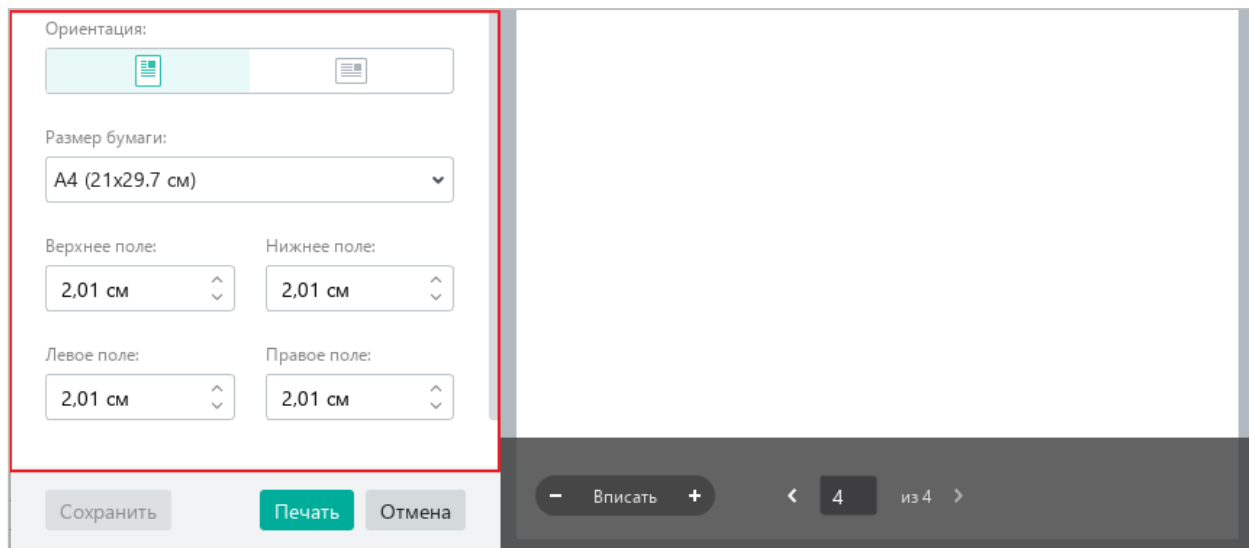 Ориентация:
Размер бумаги:
A4 (21x29.7 см)
Верхнее поле: Нижнее поле:
2,01 см 2,01 см
Левое поле: Правое поле:
2,01 см 2,01 см
Сохранить Печать Отмена
− Вписать + 4 из 4